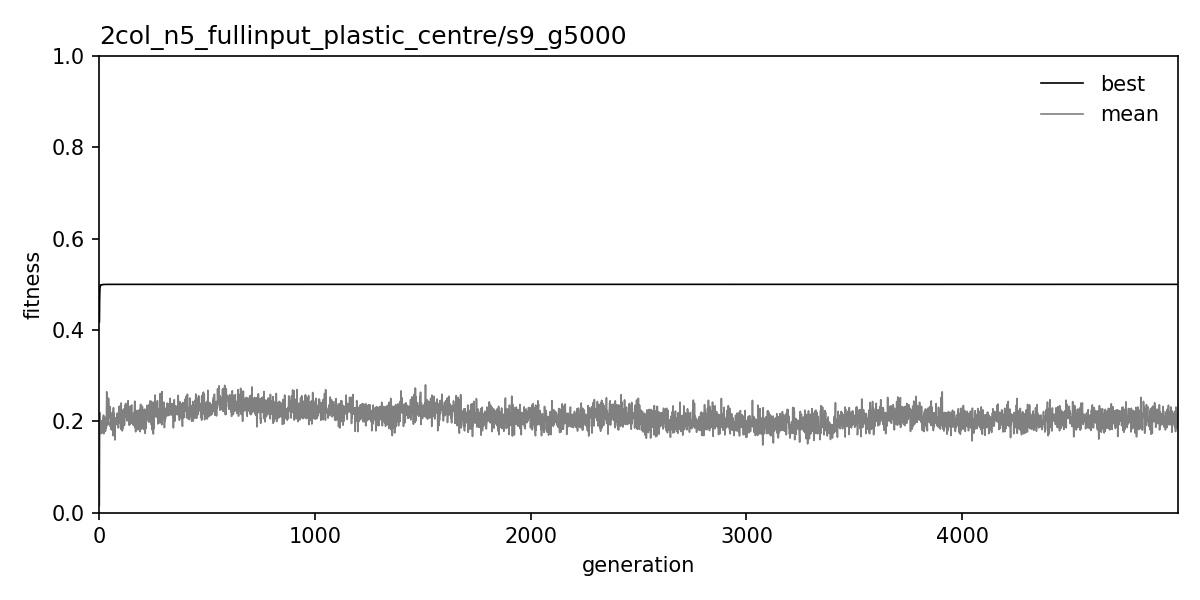 2col_n5_fullinput_plastic_centre/s9_g5000
1.0
0.8
0.6
0.4
0.2
0.0
fitness
best
mean
0 1000 2000 3000 4000
generation